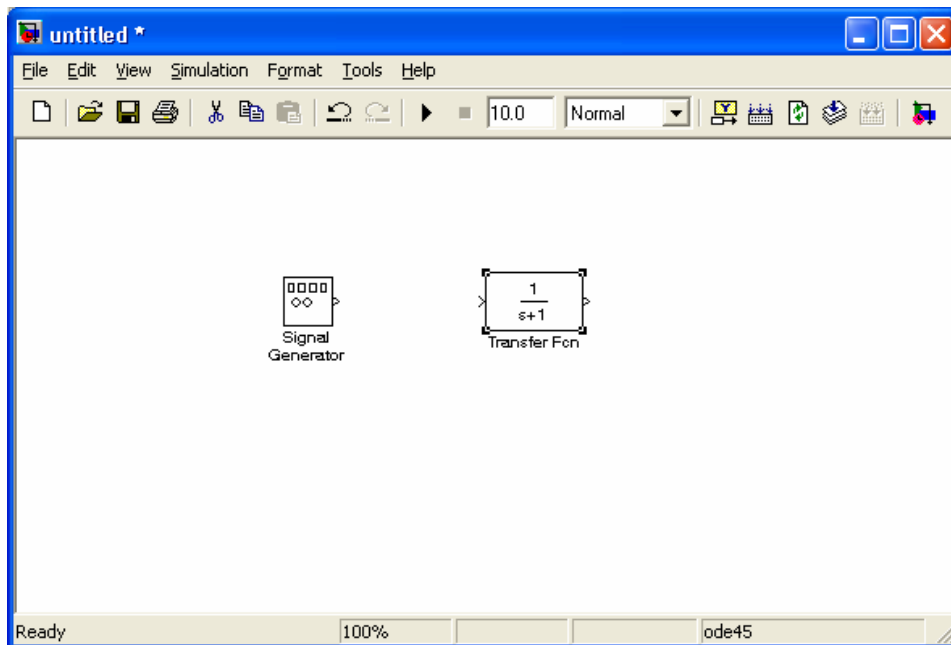 untitled *
File Edit View Simulation Format Tools Help
10.0 Normal
1
s+1
Signal
Generator
Transfer Fcn
Ready 100% ode45